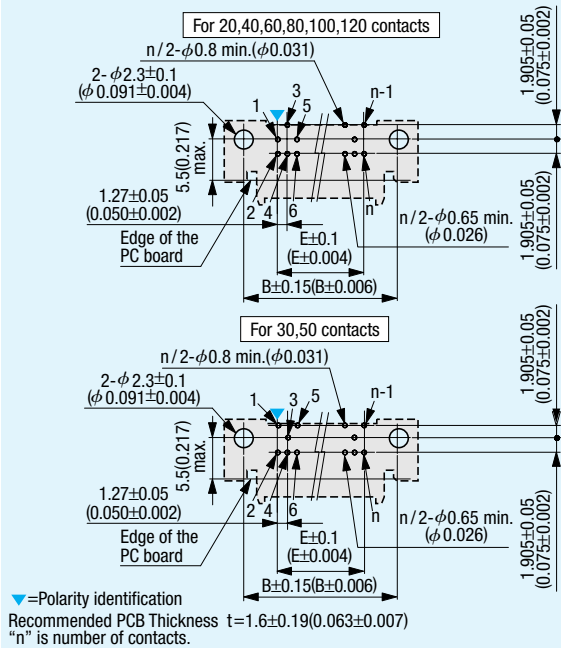 For 20,40,60,80,100,120 contacts
n/2-φ0.8 min.(φ0.031)
2-φ2.3±0.1
(φ0.091±0.004)
1
3
5
n-1
1.905±0.05
(0.075±0.002)
5.5(0.217)
max.
1.27±0.05
(0.050±0.002)
2
4
6
n
n/2-φ0.65 min.
(φ0.026)
1.905±0.05
(0.075±0.002)
Edge of the
PC board
E±0.1
(E±0.004)
B±0.15(B±0.006)
For 30,50 contacts
n/2-φ0.8 min.(φ0.031)
2-φ2.3±0.1
(φ0.091±0.004)
1
3
5
n-1
1.905±0.05
(0.075±0.002)
5.5(0.217)
max.
1.27±0.05
(0.050±0.002)
2
4
6
n
n/2-φ0.65 min.
(φ0.026)
1.905±0.05
(0.075±0.002)
Edge of the
PC board
E±0.1
(E±0.004)
B±0.15(B±0.006)
▼=Polarity identification
Recommended PCB Thickness t=1.6±0.19(0.063±0.007)
“n” is number of contacts.